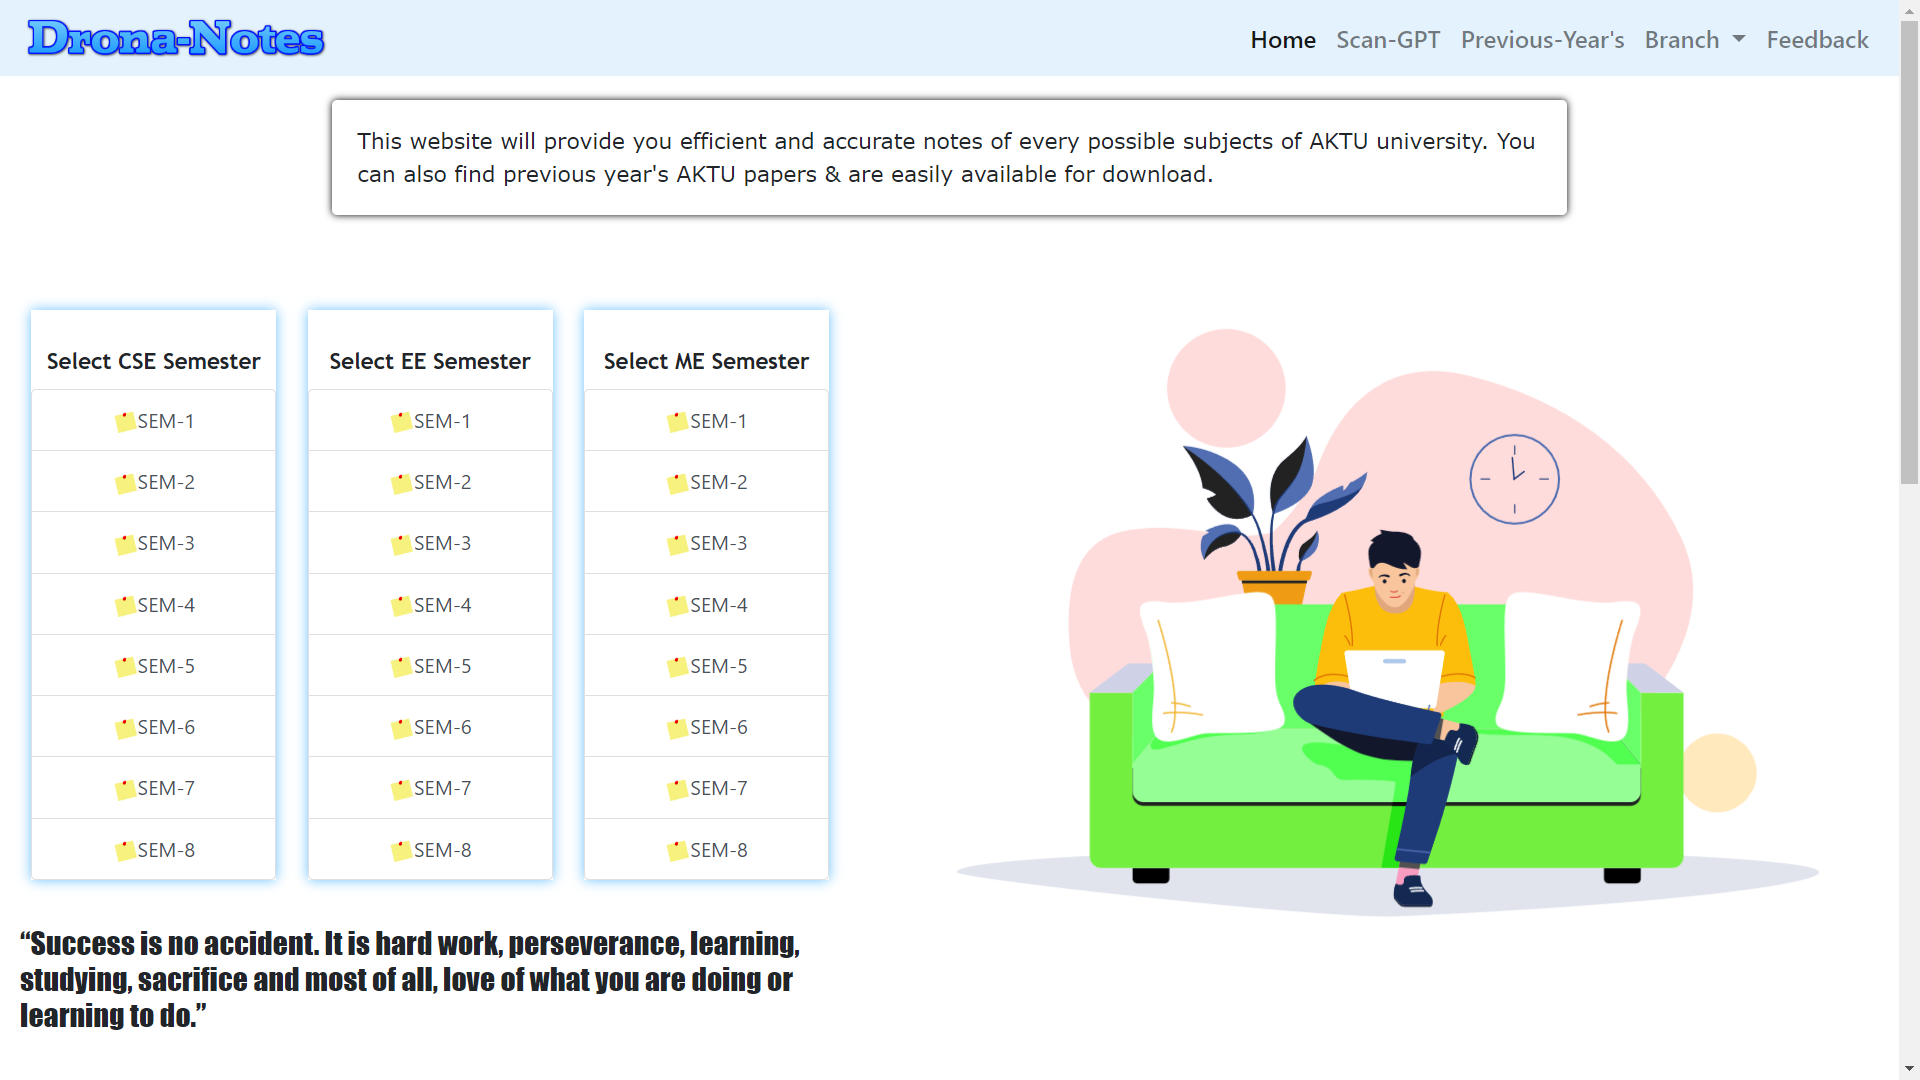 Drona-Notes
Home Scan-GPT Previous-Year's Branch Feedback
This website will provide you efficient and accurate notes of every possible subjects of AKTU university. You
can also find previous year's AKTU papers & are easily available for download.
Select CSE Semester
SEM-1
SEM-2
SEM-3
SEM-4
SEM-5
SEM-6
SEM-7
SEM-8
Select EE Semester
SEM-1
SEM-2
SEM-3
SEM-4
SEM-5
SEM-6
SEM-7
SEM-8
Select ME Semester
SEM-1
SEM-2
SEM-3
SEM-4
SEM-5
SEM-6
SEM-7
SEM-8
“Success is no accident. It is hard work, perseverance, learning,
studying, sacrifice and most of all, love of what you are doing or
learning to do.”